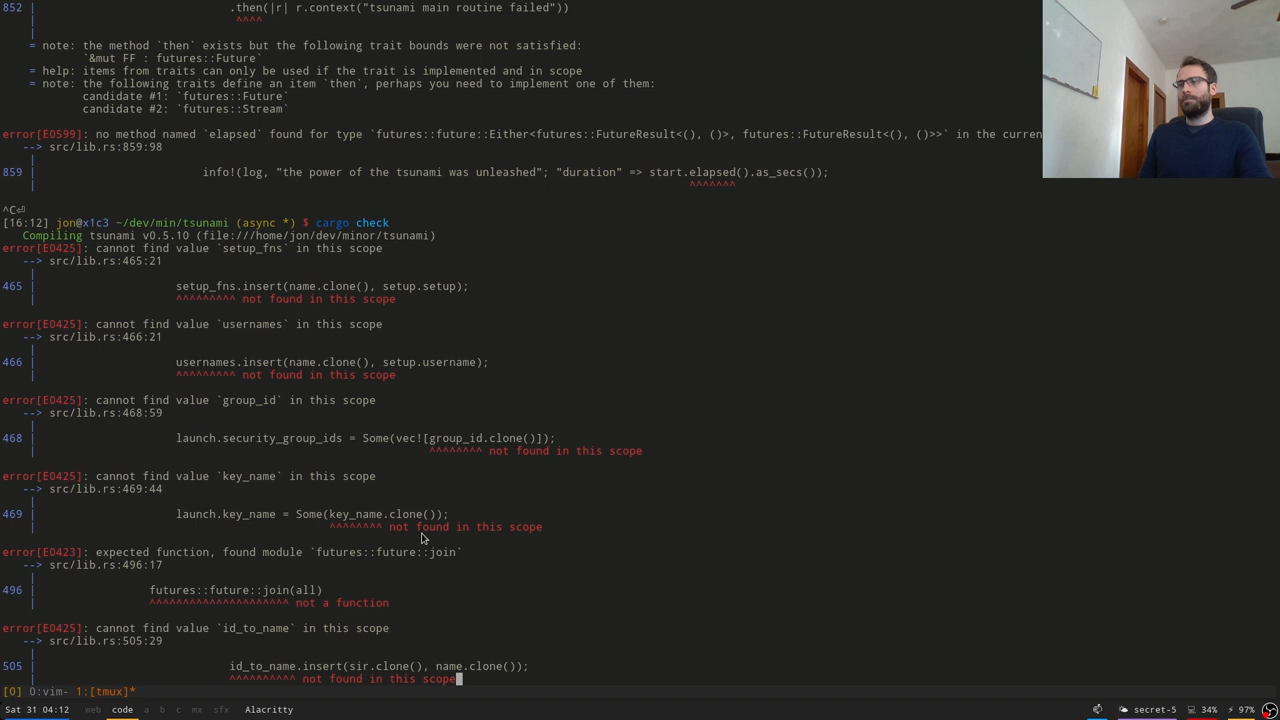 852 |                             .then(|r| r.context("tsunami main routine failed"))
    |                              ^^^^
    |
    = note: the method `then` exists but the following trait bounds were not satisfied:
            `&mut FF : futures::Future`
    = help: items from traits can only be used if the trait is implemented and in scope
    = note: the following traits define an item `then`, perhaps you need to implement one of them:
            candidate #1: `futures::Future`
            candidate #2: `futures::Stream`
error[E0599]: no method named `elapsed` found for type `futures::future::Either<futures::FutureResult<(), ()>, futures::FutureResult<(), ()>>` in the curren
   --> src/lib.rs:859:98
    |
859 |                         info!(log, "the power of the tsunami was unleashed"; "duration" => start.elapsed().as_secs());
    |                                                                                                  ^^^^^^^
^C⏎
[16:12] jon@x1c3 ~/dev/min/tsunami (async *) $ cargo check
   Compiling tsunami v0.5.10 (file:///home/jon/dev/minor/tsunami)
error[E0425]: cannot find value `setup_fns` in this scope
   --> src/lib.rs:465:21
    |
465 |                     setup_fns.insert(name.clone(), setup.setup);
    |                     ^^^^^^^^^ not found in this scope
error[E0425]: cannot find value `usernames` in this scope
   --> src/lib.rs:466:21
    |
466 |                     usernames.insert(name.clone(), setup.username);
    |                     ^^^^^^^^^ not found in this scope
error[E0425]: cannot find value `group_id` in this scope
   --> src/lib.rs:468:59
    |
468 |                     launch.security_group_ids = Some(vec![group_id.clone()]);
    |                                                           ^^^^^^^^ not found in this scope
error[E0425]: cannot find value `key_name` in this scope
   --> src/lib.rs:469:44
    |
469 |                     launch.key_name = Some(key_name.clone());
    |                                            ^^^^^^^^ not found in this scope
error[E0423]: expected function, found module `futures::future::join`
   --> src/lib.rs:496:17
    |
496 |                 futures::future::join(all)
    |                 ^^^^^^^^^^^^^^^^^^^^^ not a function
error[E0425]: cannot find value `id_to_name` in this scope
   --> src/lib.rs:505:29
    |
505 |                             id_to_name.insert(sir.clone(), name.clone());
    |                             ^^^^^^^^^^ not found in this scope
[0] 0:vim- 1:[tmux]*
Sat 31 04:12 web code a b c mx sfx Alacritty secret-5 34% 97%